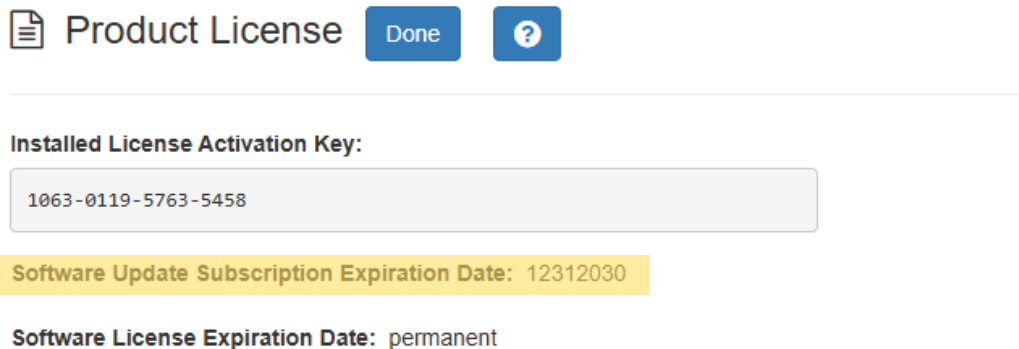 Product License Done ?
Installed License Activation Key:
1063-0119-5763-5458
Software Update Subscription Expiration Date: 12312030
Software License Expiration Date: permanent